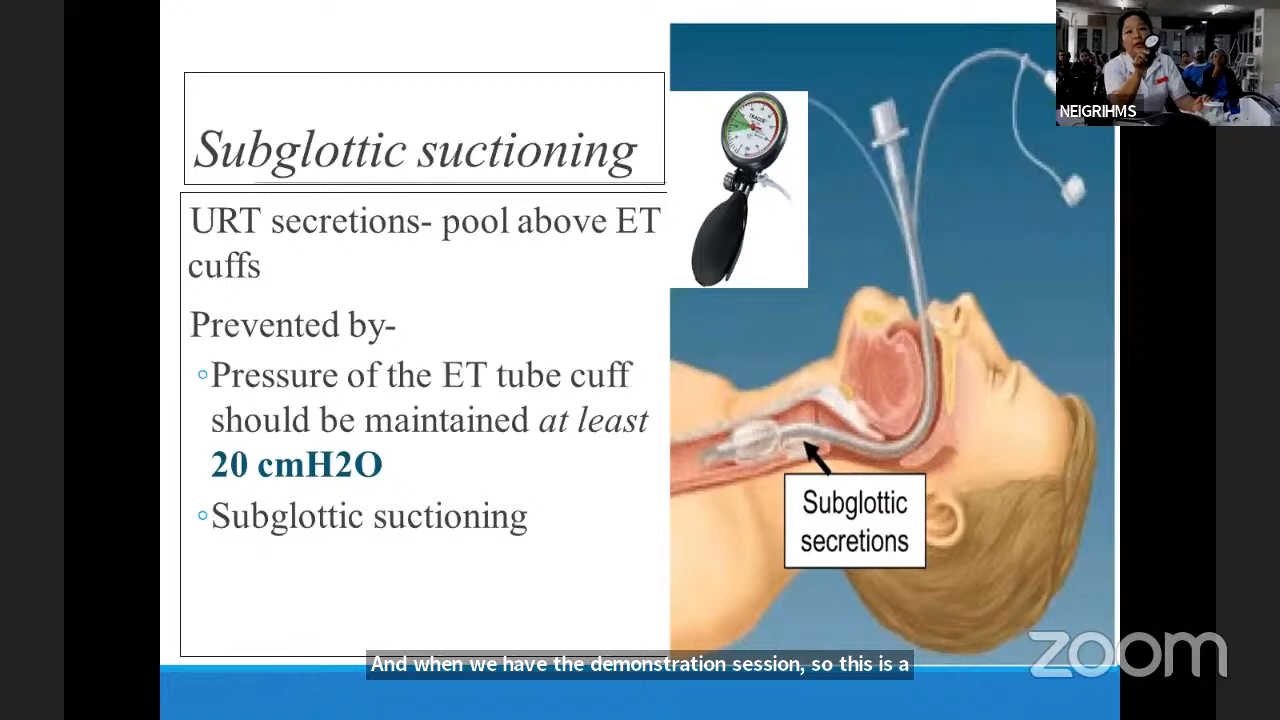 NEIGRIHMS
Subglottic suctioning
URT secretions- pool above ET
cuffs
Prevented by-
◦Pressure of the ET tube cuff
should be maintained at least
20 cmH2O
◦Subglottic suctioning
Subglottic
secretions
And when we have the demonstration session, so this is a
zoom